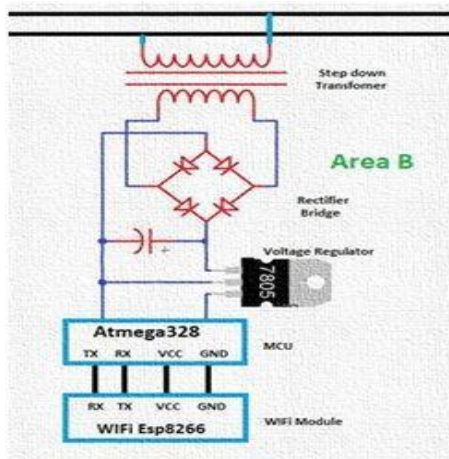 Step down
Transfomer
Area B
Rectifier
Bridge
Voltage Regulator
+
7805
Atmega328
TX RX VCC GND
MCU
RX TX VCC GND
WIFi Esp8266
WIFi Module